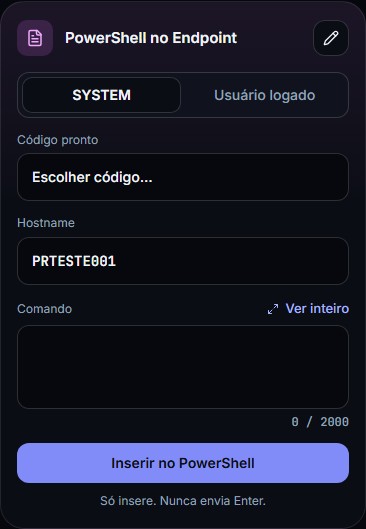 PowerShell no Endpoint
SYSTEM
Usuário logado
Código pronto
Escolher código...
Hostname
PRTESTE001
Comando
Ver inteiro
0 / 2000
Inserir no PowerShell
Só insere. Nunca envia Enter.